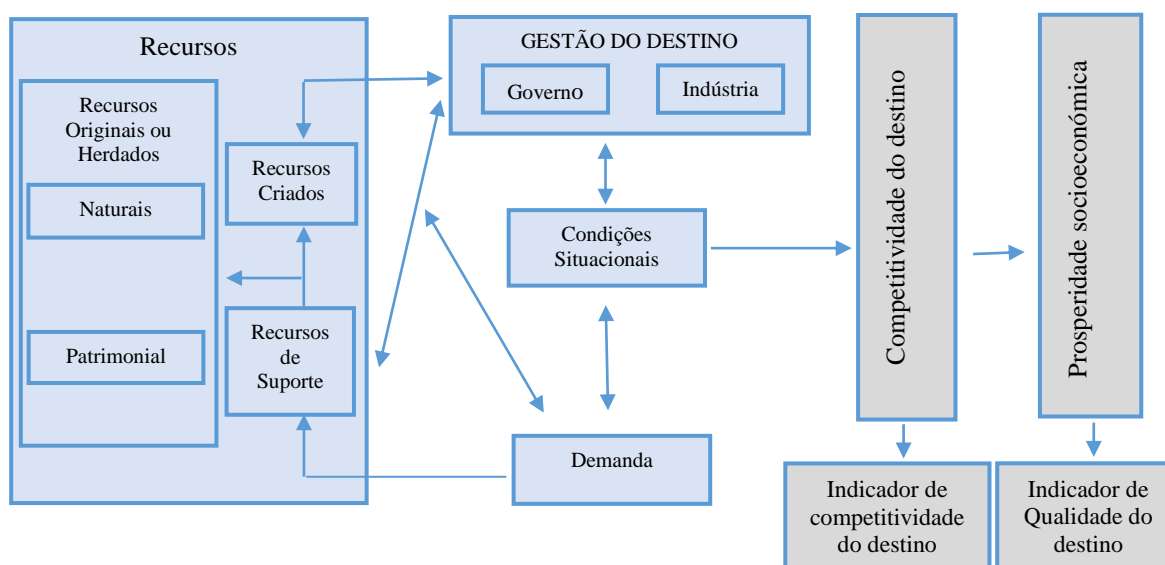 Recursos
Recursos
Originais ou
Herdados
Naturais
Patrimonial
Recursos
Criados
Recursos
de
Suporte
GESTÃO DO DESTINO
Governo
Indústria
Condições
Situacionais
Demanda
Competitividade do destino
Prosperidade socioeconómica
Indicador de
competitividade
do destino
Indicador de
Qualidade do
destino